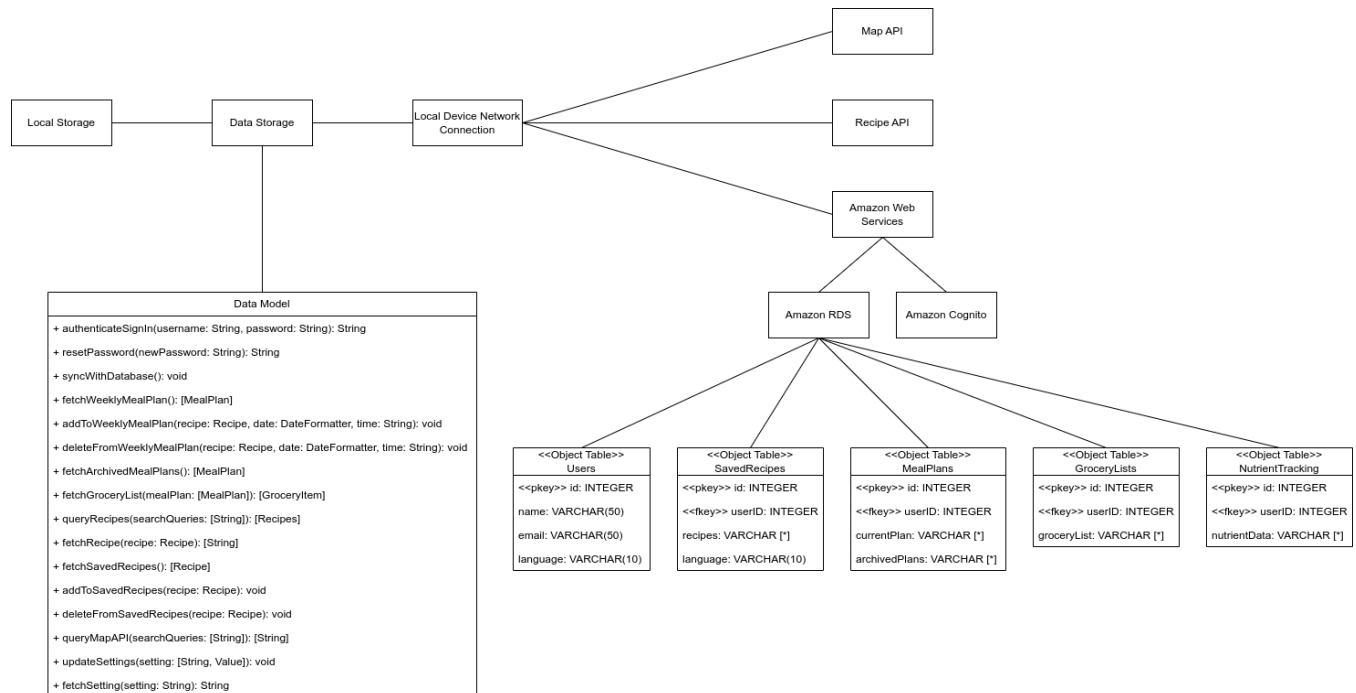 Map API
Local Storage
Data Storage
Local Device Network
Connection
Recipe API
Amazon Web
Services
Amazon RDS
Amazon Cognito
Data Model
+ authenticateSignIn(username: String, password: String): String
+ resetPassword(newPassword: String): String
+ syncWithDatabase(): void
+ fetchWeeklyMealPlan(): [MealPlan]
+ addToWeeklyMealPlan(recipe: Recipe, date: DateFormatter, time: String): void
+ deleteFromWeeklyMealPlan(recipe: Recipe, date: DateFormatter, time: String): void
+ fetchArchivedMealPlans(): [MealPlan]
+ fetchGroceryList(mealPlan: [MealPlan]): [GroceryItem]
+ queryRecipes(searchQueries: [String]): [Recipes]
+ fetchRecipe(recipe: Recipe): [String]
+ fetchSavedRecipes(): [Recipe]
+ addToSavedRecipes(recipe: Recipe): void
+ deleteFromSavedRecipes(recipe: Recipe): void
+ queryMapAPI(searchQueries: [String]): [String]
+ updateSettings(setting: [String, Value]): void
+ fetchSetting(setting: String): String
<<Object Table>>
Users
<<pkey>> id: INTEGER
name: VARCHAR(50)
email: VARCHAR(50)
language: VARCHAR(10)
<<Object Table>>
SavedRecipes
<<pkey>> id: INTEGER
<<fkey>> userID: INTEGER
recipes: VARCHAR [*]
language: VARCHAR(10)
<<Object Table>>
MealPlans
<<pkey>> id: INTEGER
<<fkey>> userID: INTEGER
currentPlan: VARCHAR [*]
archivedPlans: VARCHAR [*]
<<Object Table>>
GroceryLists
<<pkey>> id: INTEGER
<<fkey>> userID: INTEGER
groceryList: VARCHAR [*]
<<Object Table>>
NutrientTracking
<<pkey>> id: INTEGER
<<fkey>> userID: INTEGER
nutrientData: VARCHAR [*]